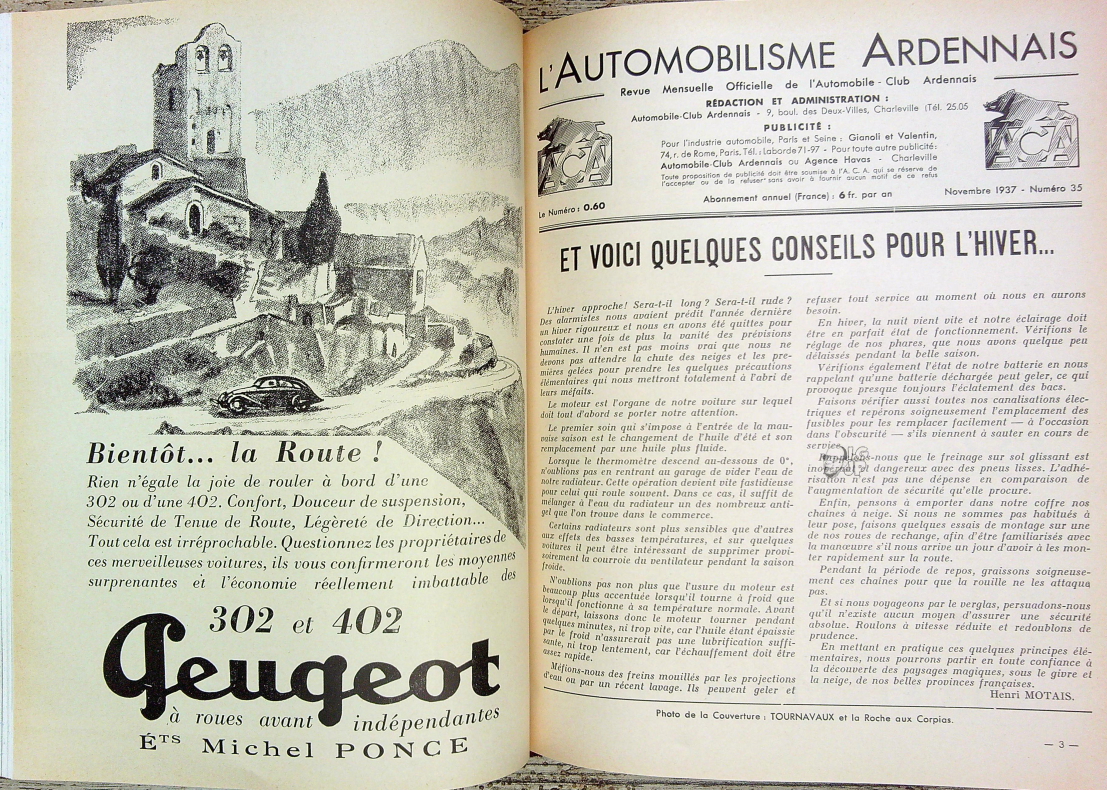 Bientôt... la Route !
Rien n'égale la joie de rouler à bord d'une
302 ou d'une 402. Confort, Douceur de suspension,
Sécurité de Tenue de Route, Légèreté de Direction...
Tout cela est irréprochable. Questionnez les propriétaires de
ces merveilleuses voitures, ils vous confirmeront les moyennes
surprenantes et l'économie réellement imbattable des
302 et 402
Peugeot
à roues avant indépendantes
ÉTS Michel PONCE
L'AUTOMOBILISME ARDENNAIS
Revue Mensuelle Officielle de l'Automobile-Club Ardennais
RÉDACTION ET ADMINISTRATION :
Automobile-Club Ardennais - 9, boul. des Deux-Villes, Charleville (Tél. 25.05
PUBLICITÉ :
Pour l'industrie automobile, Paris et Seine : Gianoli et Valentin,
74, r. de Rome, Paris. Tél. : Laborde 71-97 - Pour toute autre publicité :
Automobile-Club Ardennais ou Agence Havas - Charleville
Toute proposition de publicité doit être soumise à l'A. C. A. qui se réserve de
l'accepter ou de la refuser sans avoir à fournir aucun motif de ce refus
ACA
ACA
Le Numéro : 0.60
Abonnement annuel (France) : 6 fr. par an
Novembre 1937 - Numéro 35
ET VOICI QUELQUES CONSEILS POUR L'HIVER...
L'hiver approche ! Sera-t-il long ? Sera-t-il rude ?
Des alarmistes nous avaient prédit l'année dernière
un hiver rigoureux et nous en avons été quittes pour
constater une fois de plus la vanité des prévisions
humaines. Il n'en est pas moins vrai que nous ne
devons pas attendre la chute des neiges et les pre-
mières gelées pour prendre les quelques précautions
élémentaires qui nous mettront totalement à l'abri de
leurs méfaits.
Le moteur est l'organe de notre voiture sur lequel
doit tout d'abord se porter notre attention.
Le premier soin qui s'impose à l'entrée de la mau-
vaise saison est le changement de l'huile d'été et son
remplacement par une huile plus fluide.
Lorsque le thermomètre descend au-dessous de 0°,
n'oublions pas en rentrant au garage de vider l'eau de
notre radiateur. Cette opération devient vite fastidieuse
pour celui qui roule souvent. Dans ce cas, il suffit de
mélanger à l'eau du radiateur un des nombreux anti-
gel que l'on trouve dans le commerce.
Certains radiateurs sont plus sensibles que d'autres
aux effets des basses températures, et sur quelques
voitures il peut être intéressant de supprimer provi-
soirement la courroie du ventilateur pendant la saison
froide.
N'oublions pas non plus que l'usure du moteur est
beaucoup plus accentuée lorsqu'il tourne à froid que
lorsqu'il fonctionne à sa température normale. Avant
le départ, laissons donc le moteur tourner pendant
quelques minutes, ni trop vite, car l'huile étant épaissie
par le froid n'assurerait pas une lubrification suffi-
sante, ni trop lentement, car l'échauffement doit être
assez rapide.
Méfions-nous des freins mouillés par les projections
d'eau ou par un récent lavage. Ils peuvent geler et
refuser tout service au moment où nous en aurons
besoin.
En hiver, la nuit vient vite et notre éclairage doit
être en parfait état de fonctionnement. Vérifions le
réglage de nos phares, que nous avons quelque peu
délaissés pendant la belle saison.
Vérifions également l'état de notre batterie en nous
rappelant qu'une batterie déchargée peut geler, ce qui
provoque presque toujours l'éclatement des bacs.
Faisons vérifier aussi toutes nos canalisations élec-
triques et repérons soigneusement l'emplacement des
fusibles pour les remplacer facilement — à l'occasion
dans l'obscurité — s'ils viennent à sauter en cours de
service.
Rappelons-nous que le freinage sur sol glissant est
et dangereux avec des pneus lisses. L'adhé-
risation n'est pas une dépense en comparaison de
l'augmentation de sécurité qu'elle procure.
Enfin, pensons à emporter dans notre coffre nos
chaînes à neige. Si nous ne sommes pas habitués à
leur pose, faisons quelques essais de montage sur une
de nos roues de rechange, afin d'être familiarisés avec
la manœuvre s'il nous arrive un jour d'avoir à les mon-
ter rapidement sur la route.
Pendant la période de repos, graissons soigneuse-
ment ces chaînes pour que la rouille ne les attaque
pas.
Et si nous voyageons par le verglas, persuadons-nous
qu'il n'existe aucun moyen d'assurer une sécurité
absolue. Roulons à vitesse réduite et redoublons de
prudence.
En mettant en pratique ces quelques principes élé-
mentaires, nous pourrons partir en toute confiance à
la découverte des paysages magiques, sous le givre et
la neige, de nos belles provinces françaises.
Henri MOTAIS.
Photo de la Couverture : TOURNAVAUX et la Roche aux Corpias.
— 3 —